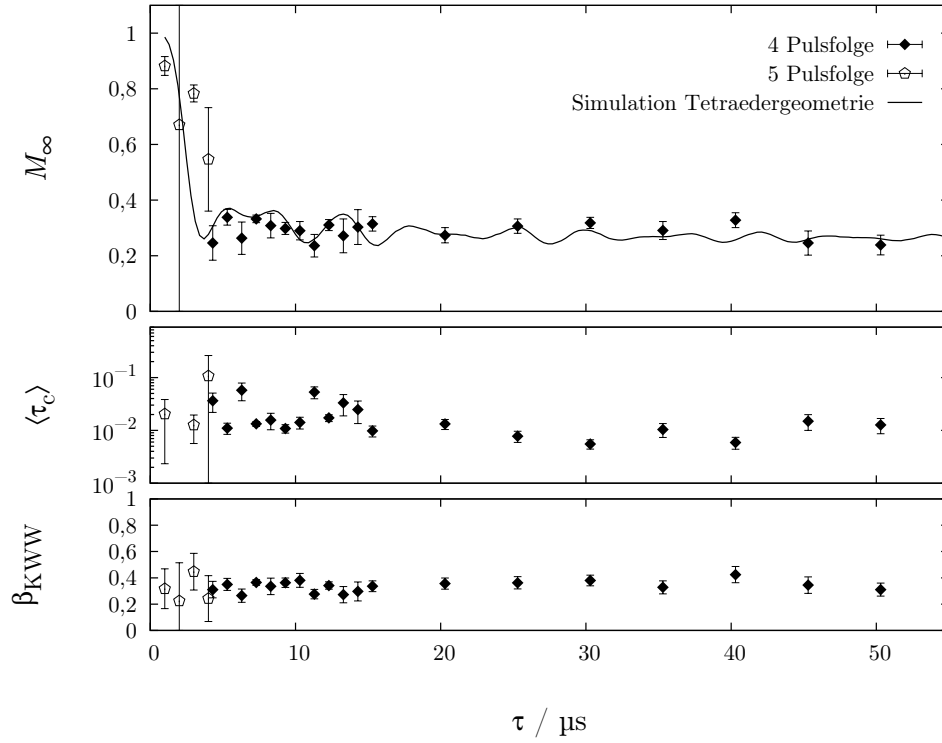 1
0,8
0,6
0,4
0,2
0
M∞
4 Pulsfolge
5 Pulsfolge
Simulation Tetraedergeometrie
10⁻¹
10⁻²
10⁻³
⟨τc⟩
1
0,8
0,6
0,4
0,2
0
βKWW
0 10 20 30 40 50
τ / µs